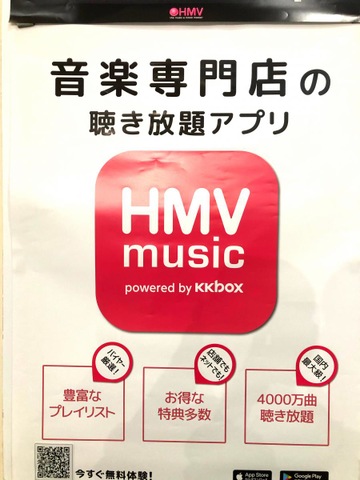 HMV
音楽専門店の
聴き放題アプリ
HMV
music
powered by KKBOX
バイヤー
厳選！
豊富な
プレイリスト
店舗でも
ネットでも！
お得な
特典多数
国内
最大級！
4000万曲
聴き放題
今すぐ無料体験！
App Store
Google Play